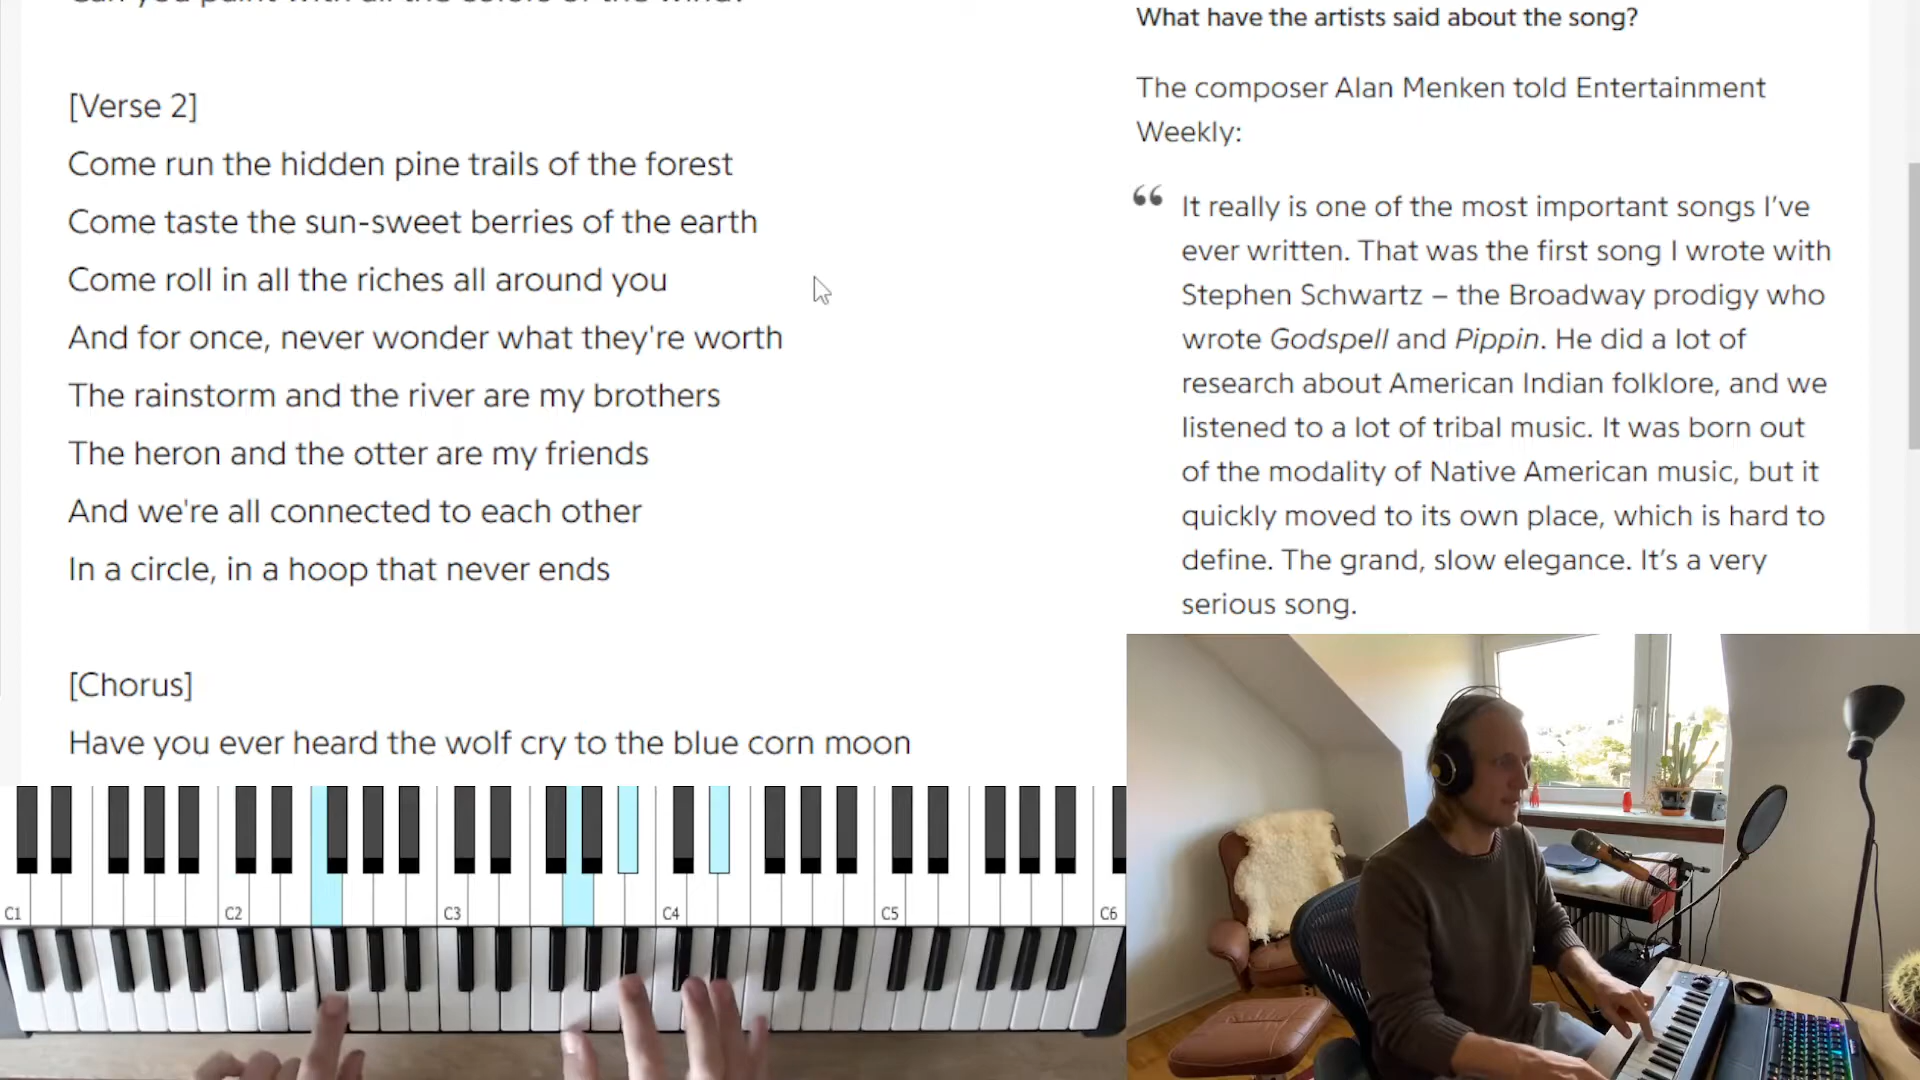 [Verse 2]
Come run the hidden pine trails of the forest
Come taste the sun-sweet berries of the earth
Come roll in all the riches all around you
And for once, never wonder what they're worth
The rainstorm and the river are my brothers
The heron and the otter are my friends
And we're all connected to each other
In a circle, in a hoop that never ends
[Chorus]
Have you ever heard the wolf cry to the blue corn moon
What have the artists said about the song?
The composer Alan Menken told Entertainment
Weekly:
“ It really is one of the most important songs I’ve
ever written. That was the first song I wrote with
Stephen Schwartz – the Broadway prodigy who
wrote Godspell and Pippin. He did a lot of
research about American Indian folklore, and we
listened to a lot of tribal music. It was born out
of the modality of Native American music, but it
quickly moved to its own place, which is hard to
define. The grand, slow elegance. It’s a very
serious song.
C1 C2 C3 C4 C5 C6